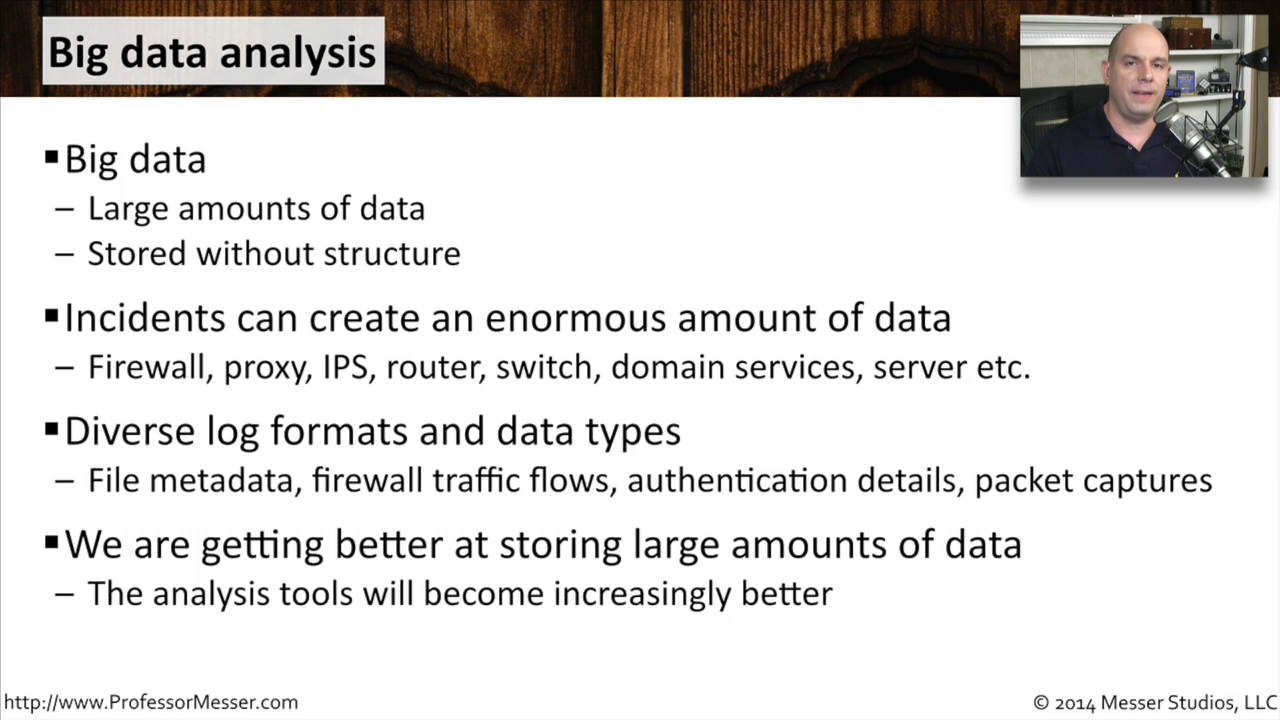 Big data analysis
▪Big data
– Large amounts of data
– Stored without structure
▪Incidents can create an enormous amount of data
– Firewall, proxy, IPS, router, switch, domain services, server etc.
▪Diverse log formats and data types
– File metadata, firewall traffic flows, authentication details, packet captures
▪We are getting better at storing large amounts of data
– The analysis tools will become increasingly better
http://www.ProfessorMesser.com
© 2014 Messer Studios, LLC